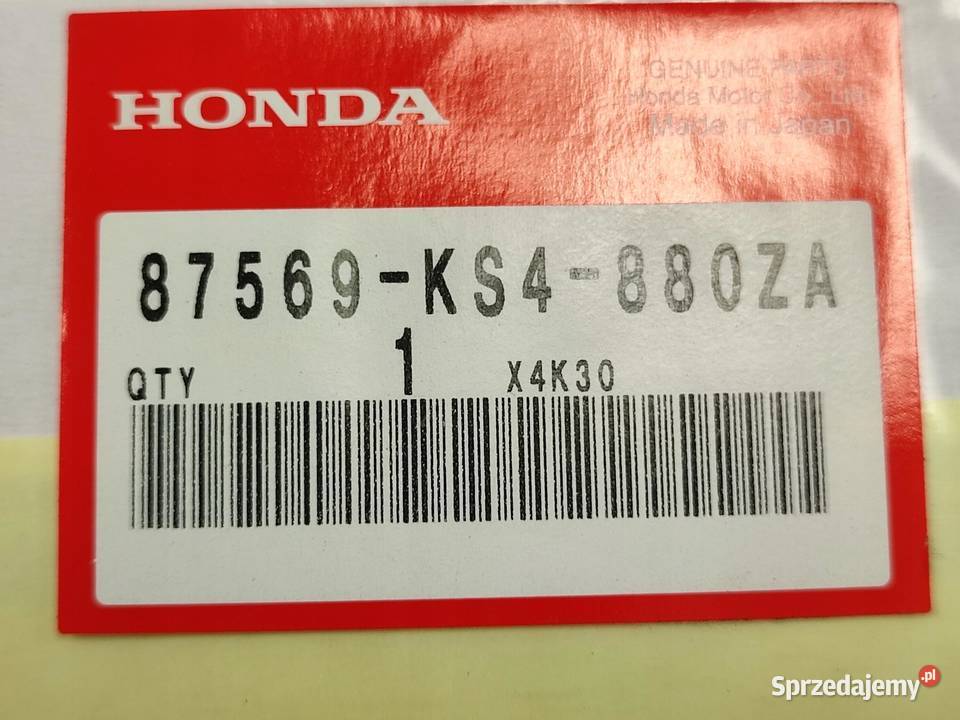 HONDA
GENUINE PARTS
Honda Motor Co., Ltd.
Made in Japan
87569-KS4-880ZA
QTY 1 X4K30
Sprzedajemy.pl